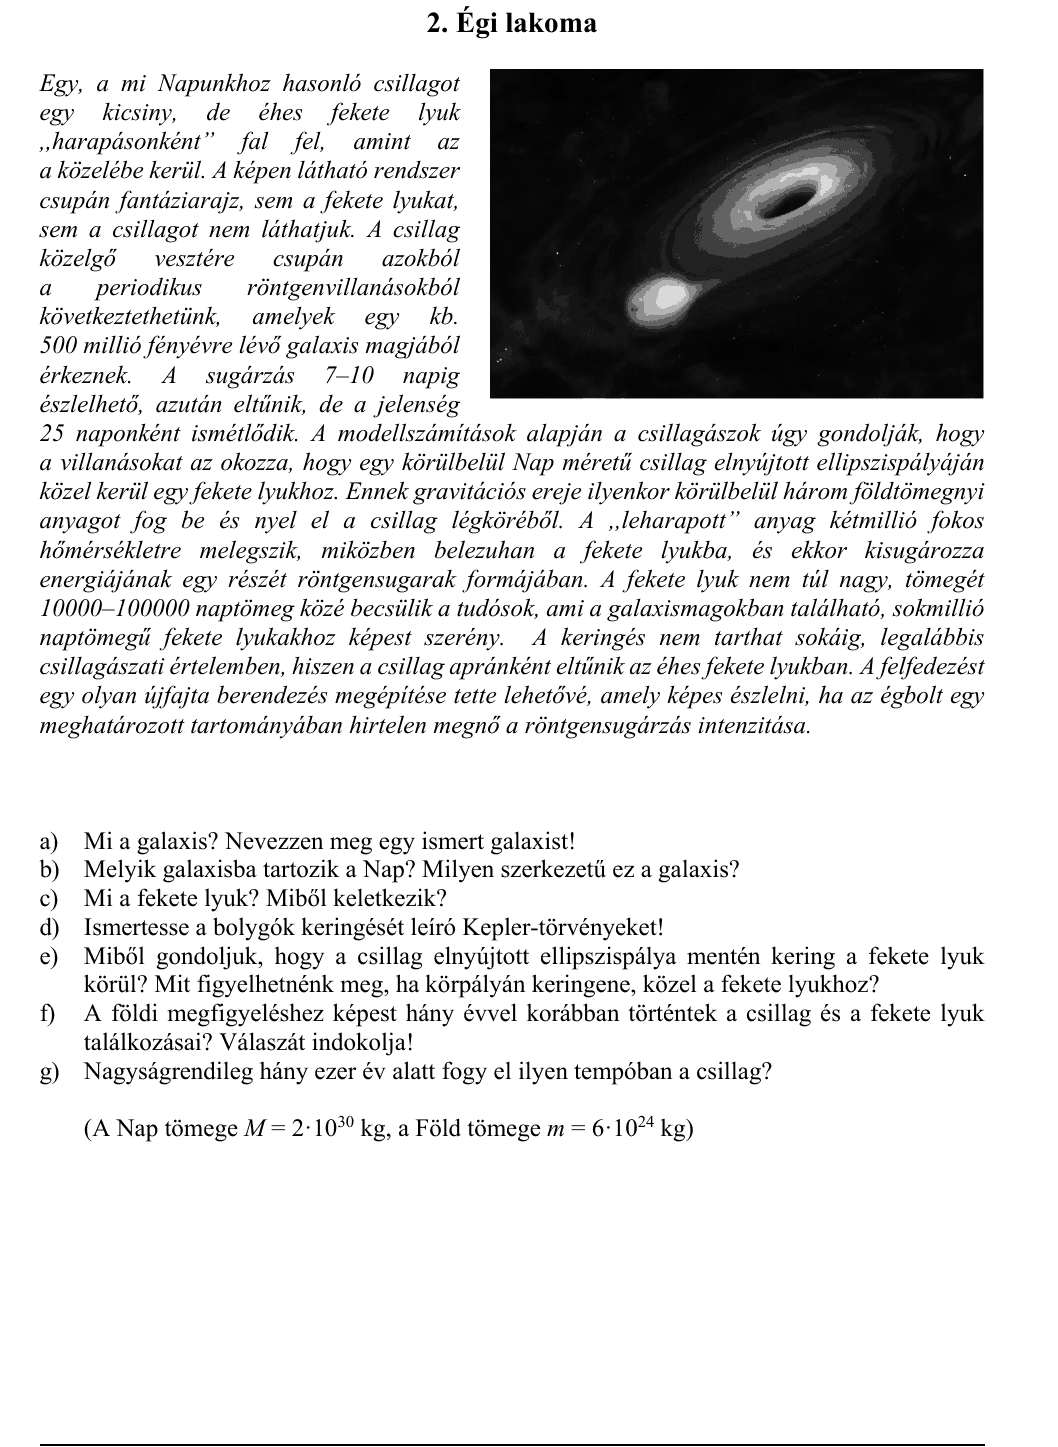 2. Égi lakoma
Egy, a mi Napunkhoz hasonló csillagot
egy kicsiny, de éhes fekete lyuk
,,harapásonként” fal fel, amint az
a közelébe kerül. A képen látható rendszer
csupán fantáziarajz, sem a fekete lyukat,
sem a csillagot nem láthatjuk. A csillag
közelgő vesztére csupán azokból
a periodikus röntgenvillanásokból
következtethetünk, amelyek egy kb.
500 millió fényévre lévő galaxis magjából
érkeznek. A sugárzás 7–10 napig
észlelhető, azután eltűnik, de a jelenség
25 naponként ismétlődik. A modellszámítások alapján a csillagászok úgy gondolják, hogy
a villanásokat az okozza, hogy egy körülbelül Nap méretű csillag elnyújtott ellipszispályáján
közel kerül egy fekete lyukhoz. Ennek gravitációs ereje ilyenkor körülbelül három földtömegnyi
anyagot fog be és nyel el a csillag légköréből. A ,,leharapott” anyag kétmillió fokos
hőmérsékletre melegszik, miközben belezuhan a fekete lyukba, és ekkor kisugározza
energiájának egy részét röntgensugarak formájában. A fekete lyuk nem túl nagy, tömegét
10000–100000 naptömeg közé becsülik a tudósok, ami a galaxismagokban található, sokmillió
naptömegű fekete lyukakhoz képest szerény. A keringés nem tarthat sokáig, legalábbis
csillagászati értelemben, hiszen a csillag apránként eltűnik az éhes fekete lyukban. A felfedezést
egy olyan újfajta berendezés megépítése tette lehetővé, amely képes észlelni, ha az égbolt egy
meghatározott tartományában hirtelen megnő a röntgensugárzás intenzitása.
a) Mi a galaxis? Nevezzen meg egy ismert galaxist!
b) Melyik galaxisba tartozik a Nap? Milyen szerkezetű ez a galaxis?
c) Mi a fekete lyuk? Miből keletkezik?
d) Ismertesse a bolygók keringését leíró Kepler-törvényeket!
e) Miből gondoljuk, hogy a csillag elnyújtott ellipszispálya mentén kering a fekete lyuk
körül? Mit figyelhetnénk meg, ha körpályán keringene, közel a fekete lyukhoz?
f) A földi megfigyeléshez képest hány évvel korábban történtek a csillag és a fekete lyuk
találkozásai? Válaszát indokolja!
g) Nagyságrendileg hány ezer év alatt fogy el ilyen tempóban a csillag?
(A Nap tömege M = 2·10³⁰ kg, a Föld tömege m = 6·10²⁴ kg)